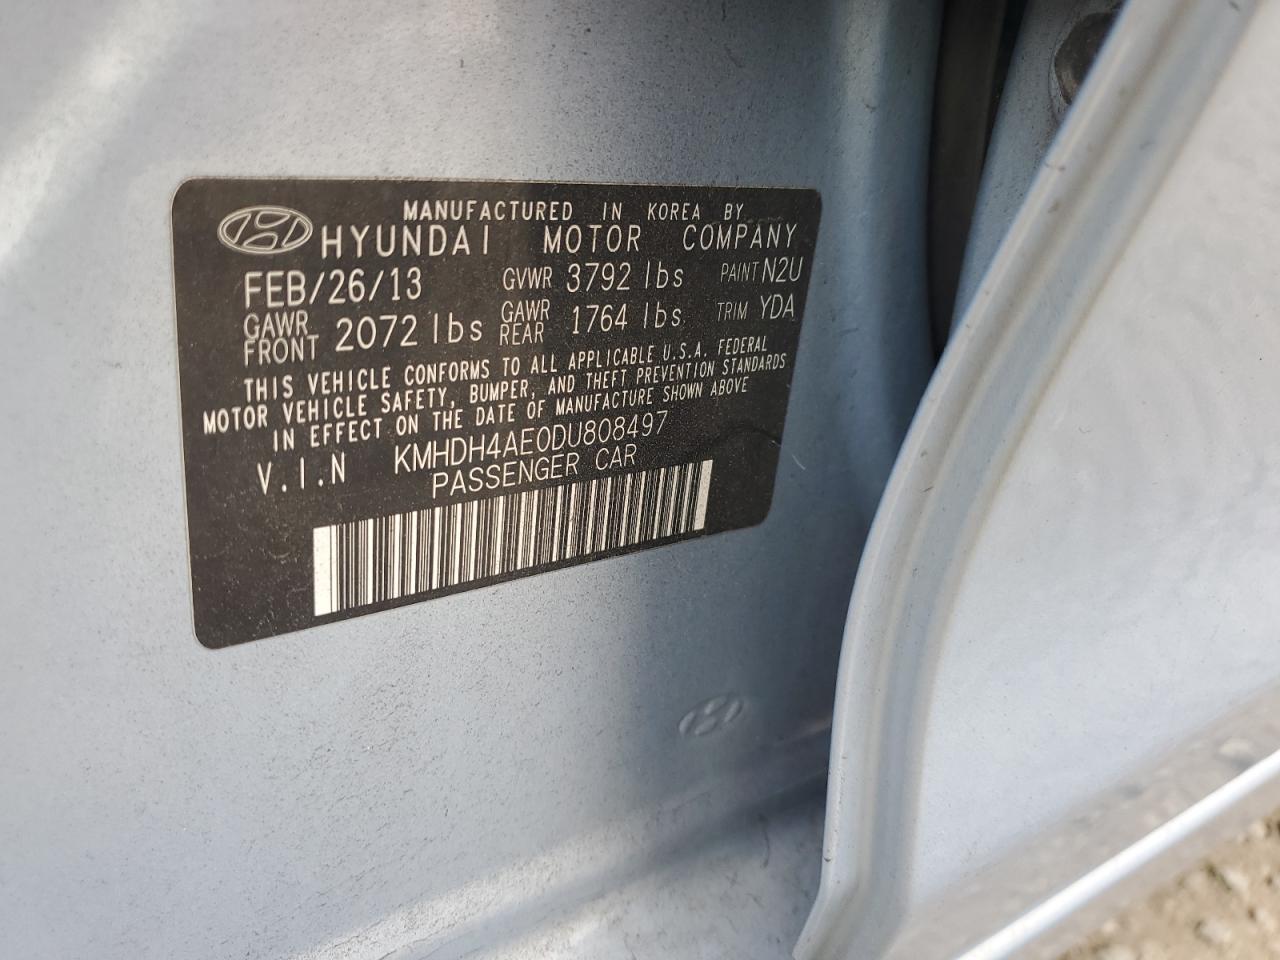 MANUFACTURED IN KOREA BY
HYUNDAI MOTOR COMPANY
FEB/26/13 GVWR 3792 lbs PAINT N2U
GAWR FRONT 2072 lbs GAWR REAR 1764 lbs TRIM YDA
THIS VEHICLE CONFORMS TO ALL APPLICABLE U.S.A. FEDERAL
MOTOR VEHICLE SAFETY, BUMPER, AND THEFT PREVENTION STANDARDS
IN EFFECT ON THE DATE OF MANUFACTURE SHOWN ABOVE
V.I.N KMHDH4AE0DU808497
PASSENGER CAR